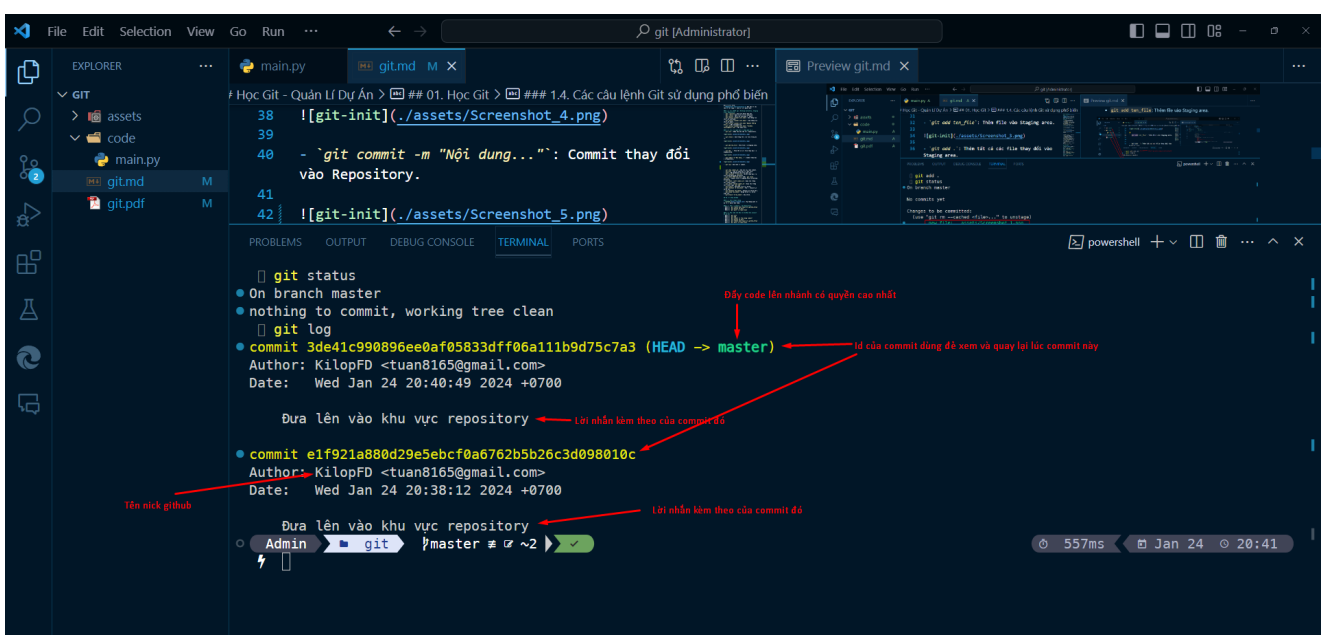 File Edit Selection View Go Run ··· git [Administrator]
EXPLORER ···
main.py
git.md M
Preview git.md
GIT
assets
code
main.py
git.md M
git.pdf M
2
# Học Git - Quản Lí Dự Án > ## 01. Học Git > ### 1.4. Các câu lệnh Git sử dụng phổ biến
38 ![git-init](./assets/Screenshot_4.png)
39
40 - `git commit -m "Nội dung..."`: Commit thay đổi
vào Repository.
41
42 ![git-init](./assets/Screenshot_5.png)
PROBLEMS OUTPUT DEBUG CONSOLE TERMINAL PORTS
powershell
git status
On branch master
nothing to commit, working tree clean
git log
commit 3de41c990896ee0af05833dff06a111b9d75c7a3 (HEAD -> master)
Author: KilopFD <tuan8165@gmail.com>
Date: Wed Jan 24 20:40:49 2024 +0700
Đưa lên vào khu vực repository
commit e1f921a880d29e5ebcf0a6762b5b26c3d098010c
Author: KilopFD <tuan8165@gmail.com>
Date: Wed Jan 24 20:38:12 2024 +0700
Đưa lên vào khu vực repository
Admin git master ≢ ~2 ✓
557ms Jan 24 20:41
Đẩy code lên nhánh có quyền cao nhất
Id của commit dùng để xem và quay lại lúc commit này
Lời nhắn kèm theo của commit đó
Tên nick github
Lời nhắn kèm theo của commit đó